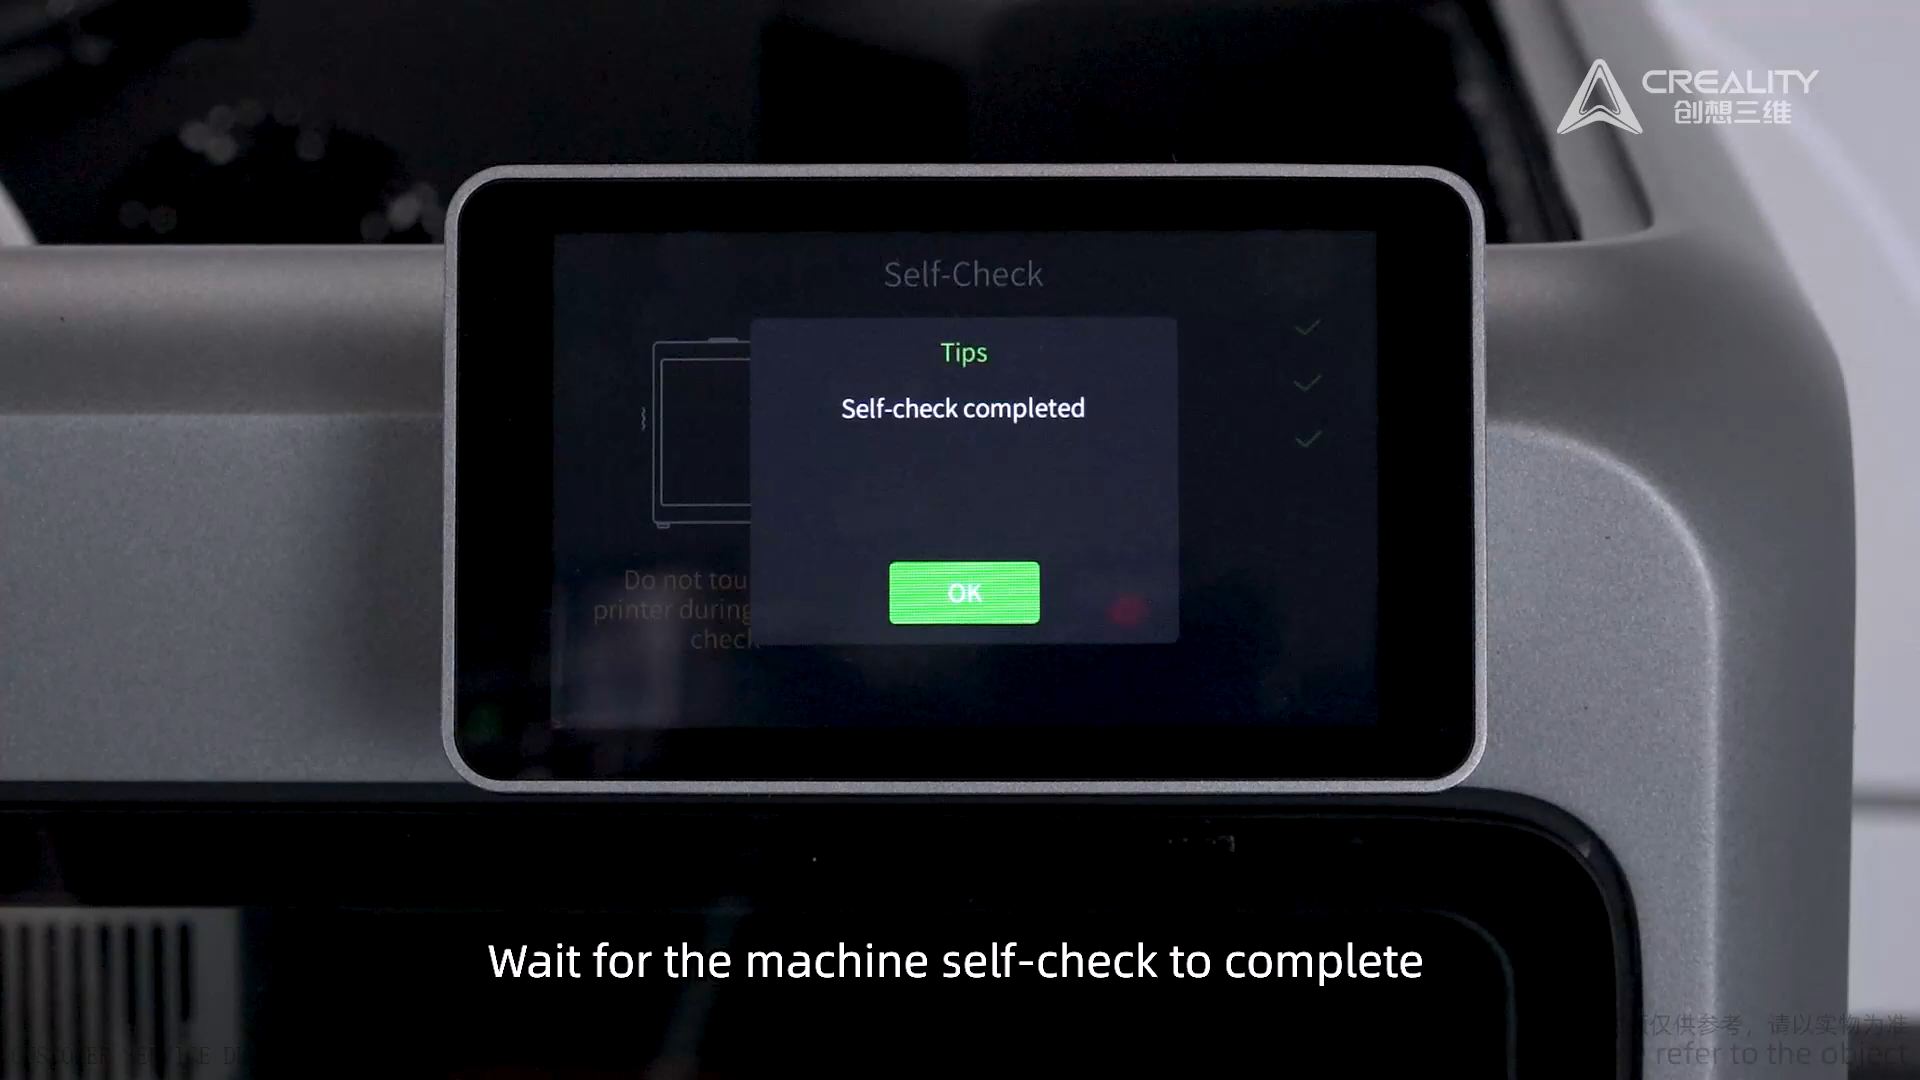 CREALITY
创想三维
Self-Check
Tips
Self-check completed
Do not tou
printer during
check
OK
Wait for the machine self-check to complete
仅供参考，请以实物为准
refer to the object